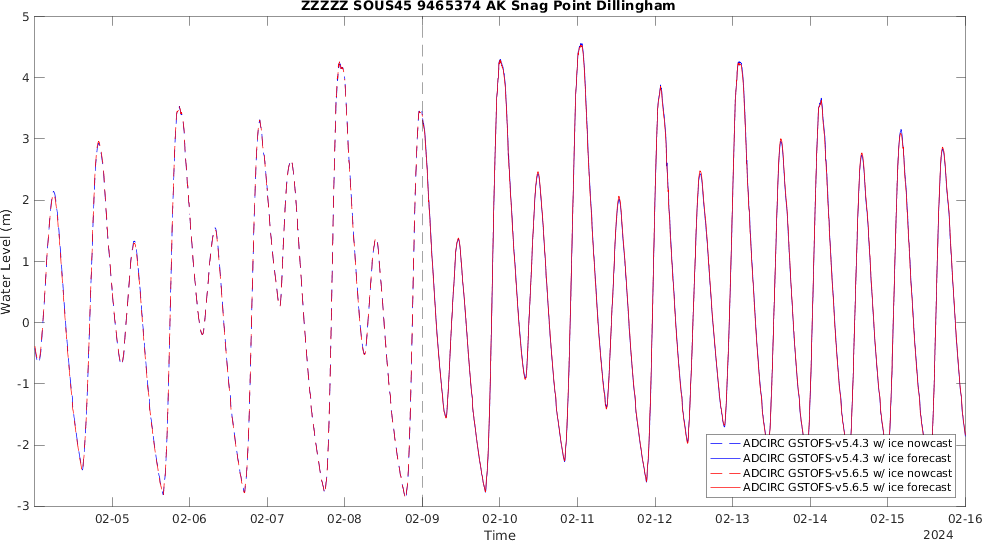 ZZZZZ SOUS45 9465374 AK Snag Point Dillingham
Water Level (m)
5
4
3
2
1
0
-1
-2
-3
ADCIRC GSTOFS-v5.4.3 w/ ice nowcast
ADCIRC GSTOFS-v5.4.3 w/ ice forecast
ADCIRC GSTOFS-v5.6.5 w/ ice nowcast
ADCIRC GSTOFS-v5.6.5 w/ ice forecast
02-05 02-06 02-07 02-08 02-09 02-10 02-11 02-12 02-13 02-14 02-15 02-16
Time
2024